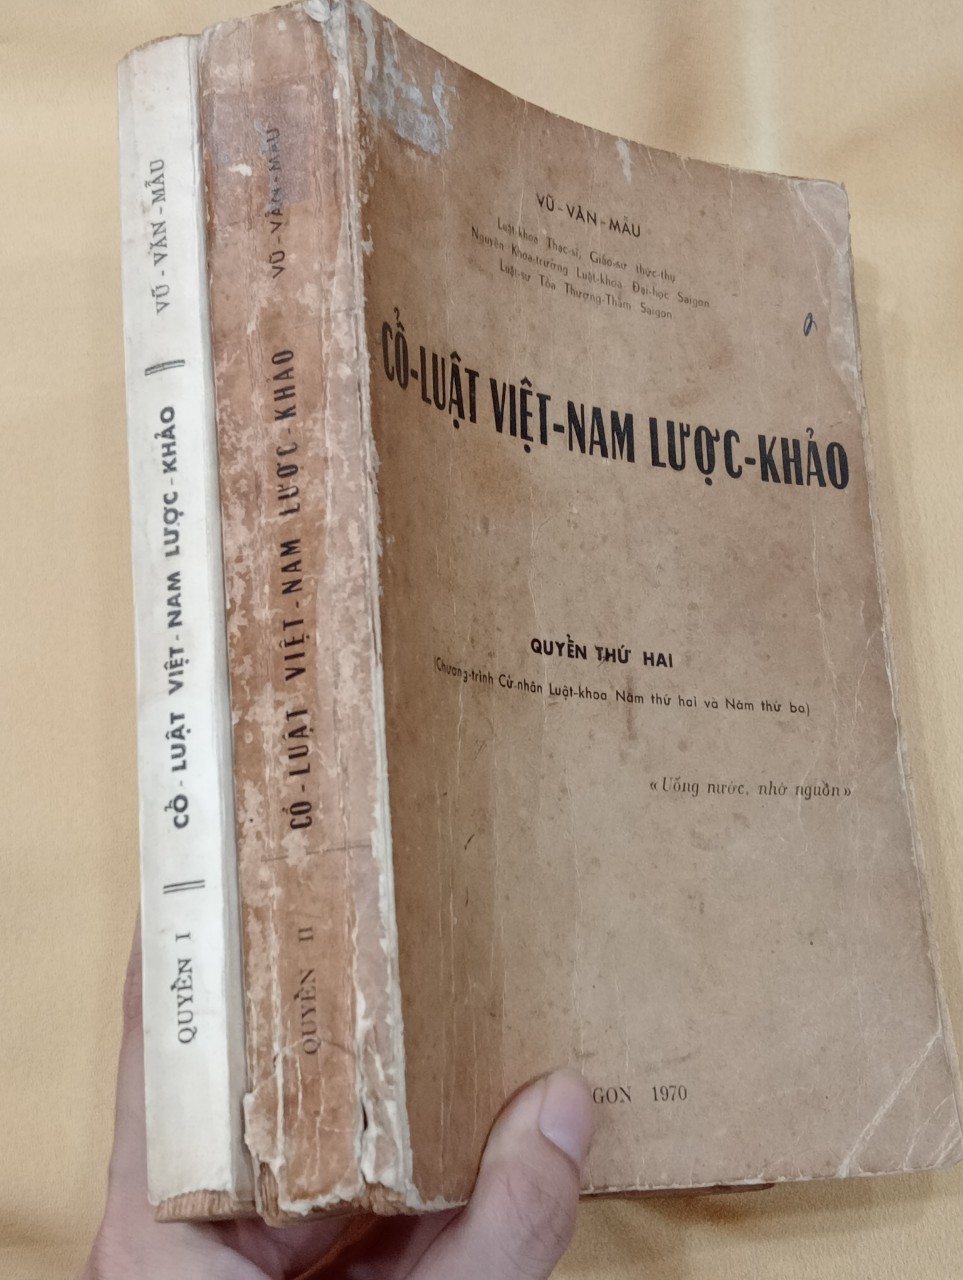 VŨ - VĂN - MẪU
CỔ - LUẬT VIỆT - NAM LƯỢC - KHẢO
QUYỂN I
VŨ - VĂN - MẪU
CỔ - LUẬT VIỆT - NAM LƯỢC - KHẢO
QUYỂN II
VŨ - VĂN - MẪU
Luật-khoa Thạc-sĩ, Giáo-sư thực-thụ
Nguyên Khoa-trưởng Luật-khoa Đại-học Saigon
Luật-sư Tòa Thượng-Thẩm Saigon
CỔ-LUẬT VIỆT-NAM LƯỢC-KHẢO
QUYỂN THỨ HAI
(Chương-trình Cử-nhân Luật-khoa Năm thứ hai và Năm thứ ba)
«Uống nước, nhớ nguồn»
GON 1970